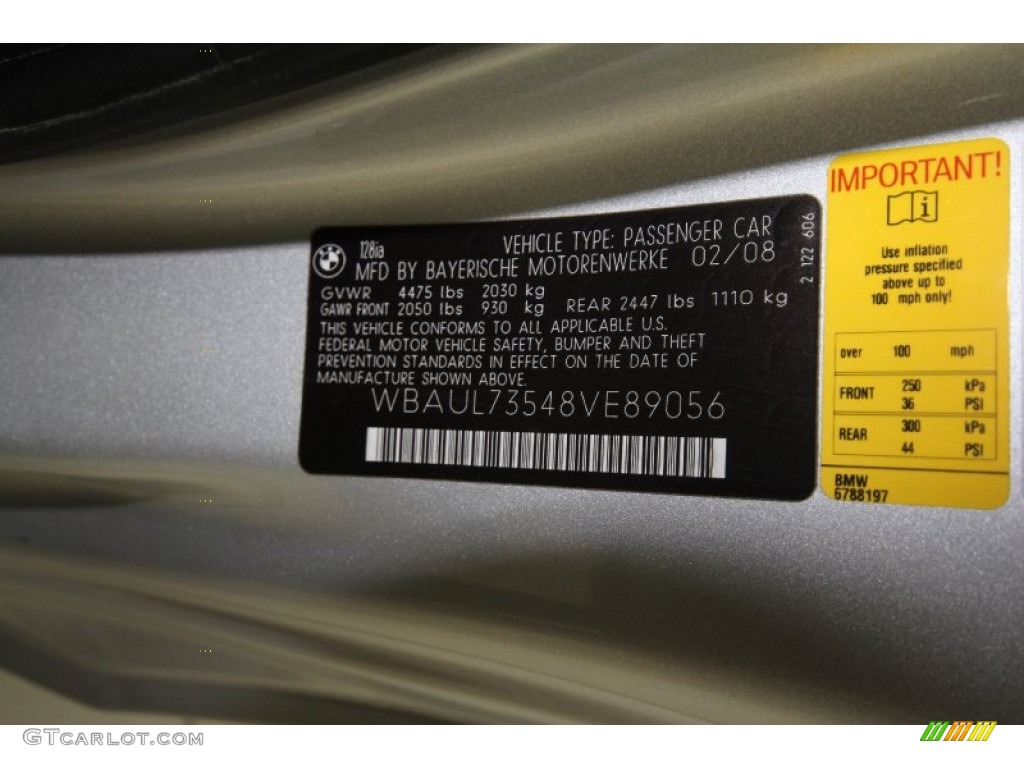 128ia
VEHICLE TYPE: PASSENGER CAR
MFD BY BAYERISCHE MOTORENWERKE 02/08
GVWR 4475 lbs 2030 kg
GAWR FRONT 2050 lbs 930 kg REAR 2447 lbs 1110 kg
THIS VEHICLE CONFORMS TO ALL APPLICABLE U.S.
FEDERAL MOTOR VEHICLE SAFETY, BUMPER AND THEFT
PREVENTION STANDARDS IN EFFECT ON THE DATE OF
MANUFACTURE SHOWN ABOVE.
WBAUL73548VE89056
2 122 606
IMPORTANT!
i
Use inflation
pressure specified
above up to
100 mph only!
over 100 mph
FRONT 250 kPa
36 PSI
REAR 300 kPa
44 PSI
BMW
6788197
GTcarlot.com